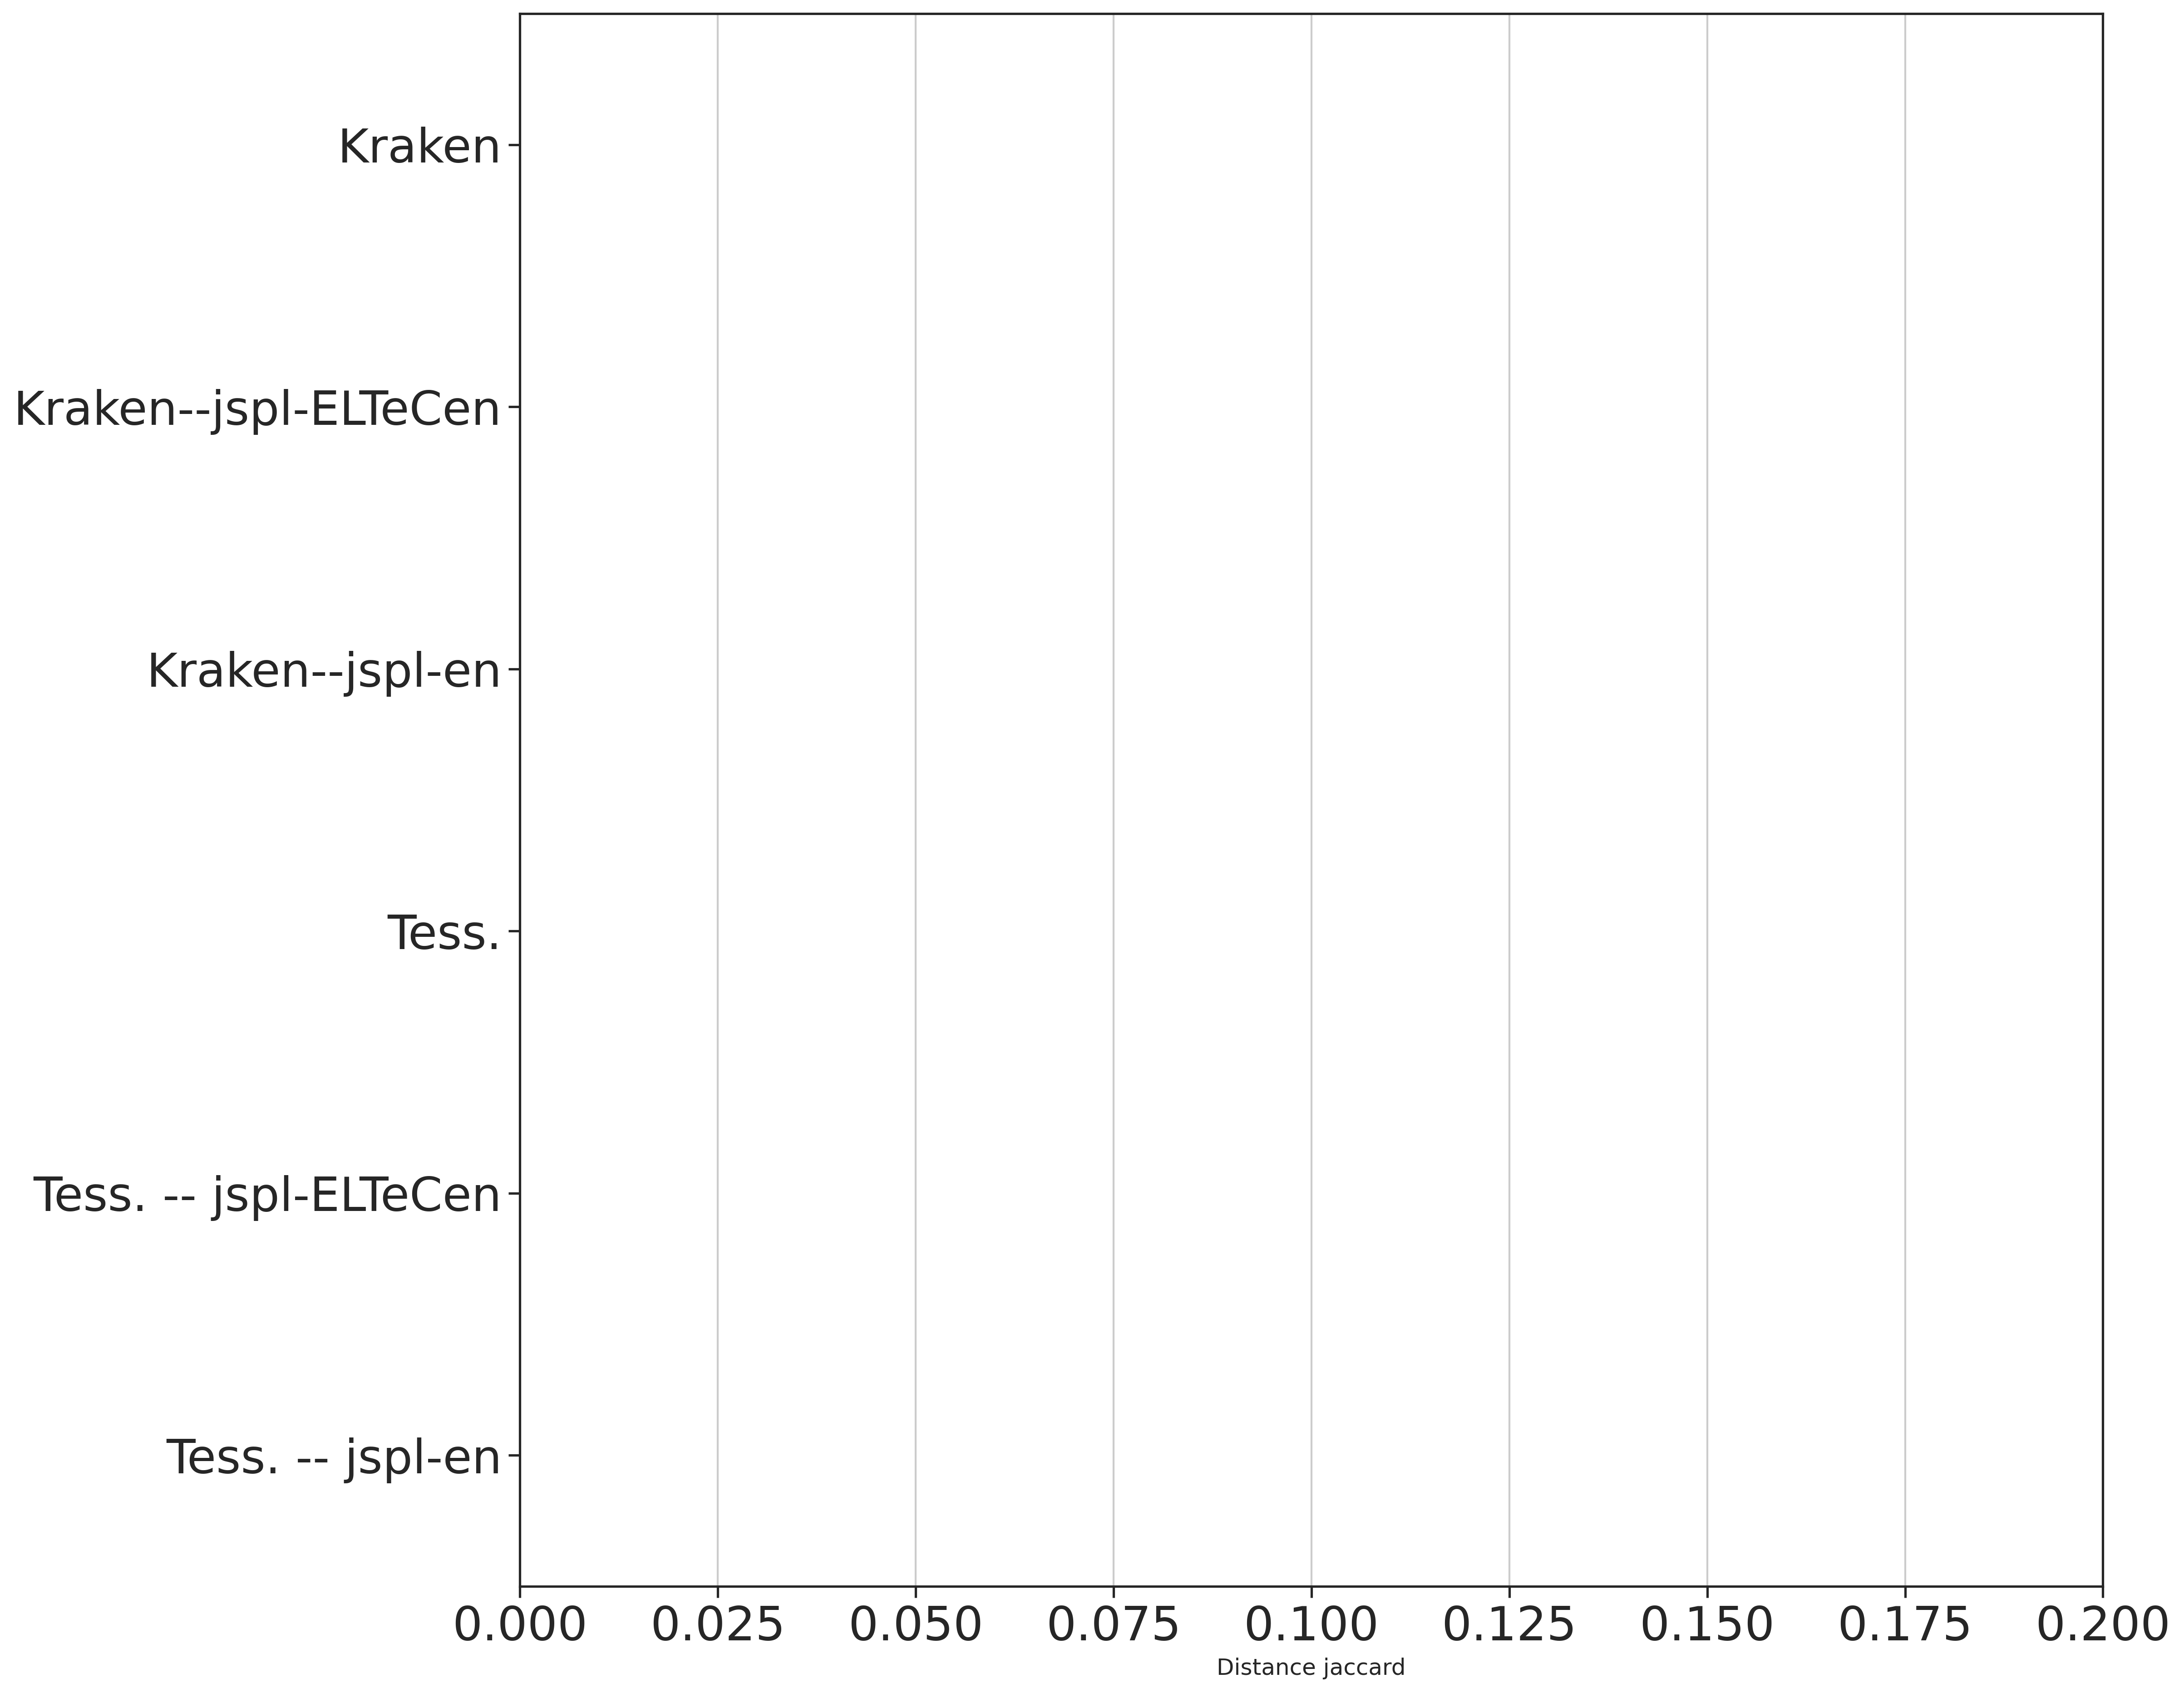 Kraken
Kraken--jspl-ELTeCen
Kraken--jspl-en
Tess.
Tess. -- jspl-ELTeCen
Tess. -- jspl-en
0.000 0.025 0.050 0.075 0.100 0.125 0.150 0.175 0.200
Distance jaccard